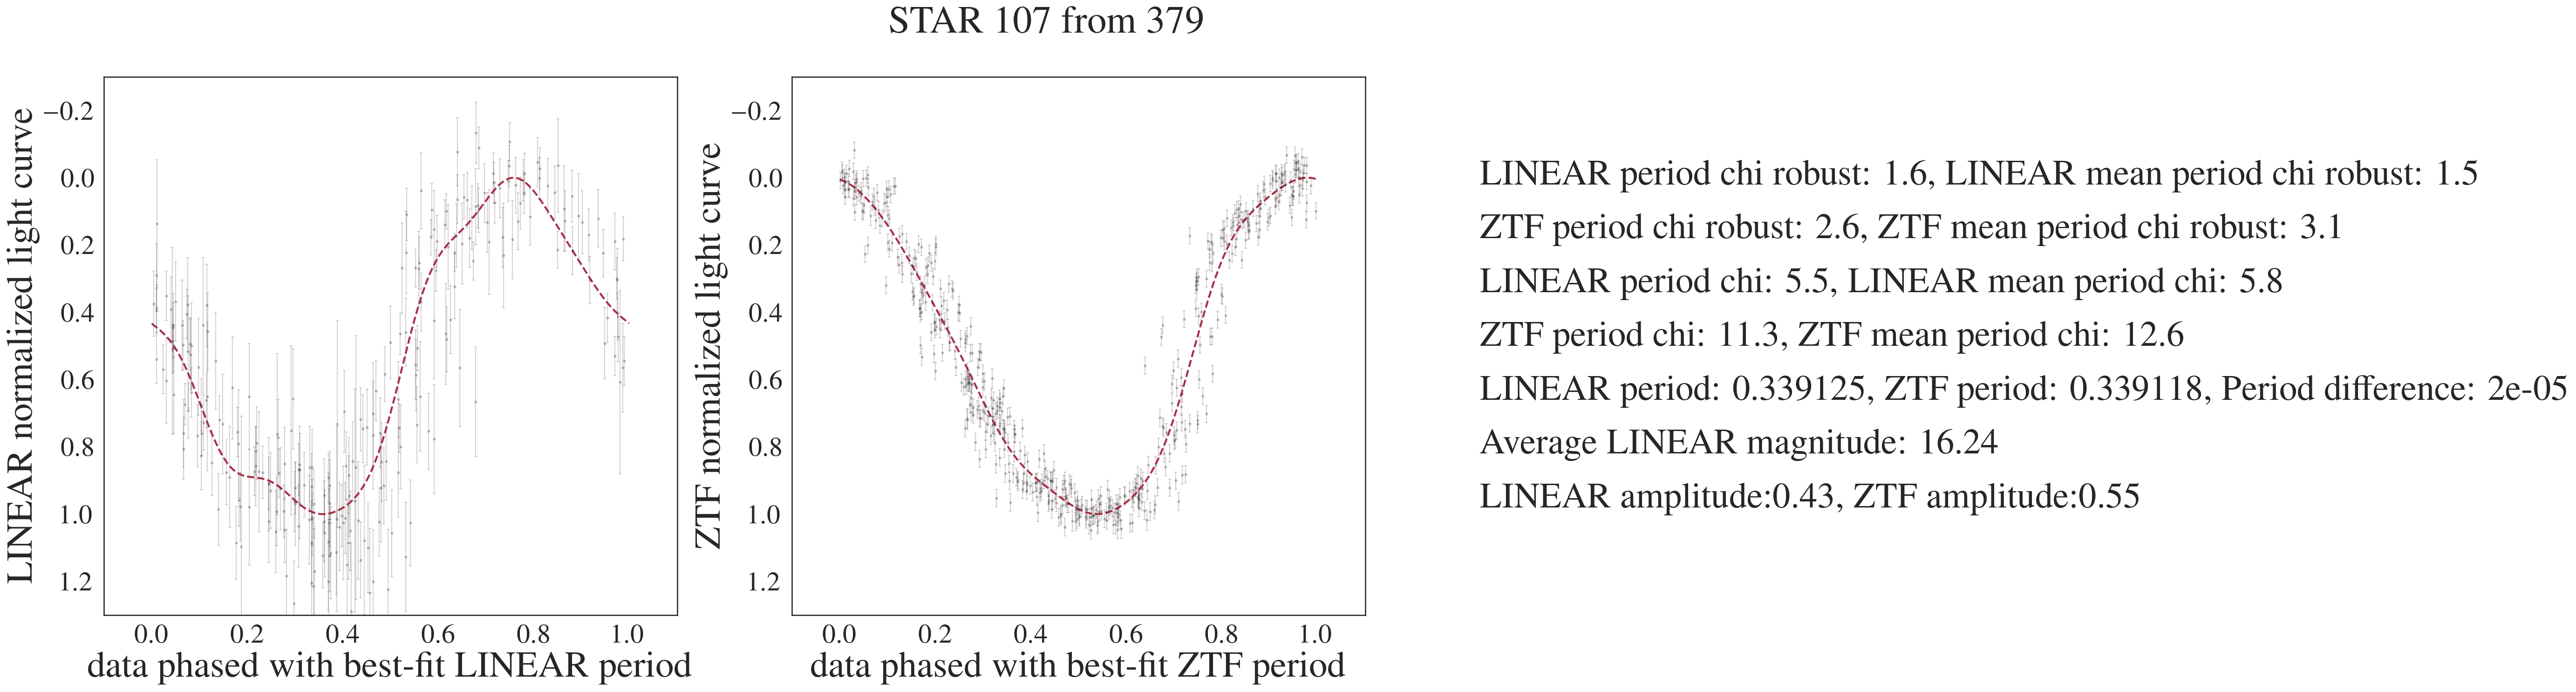 STAR 107 from 379
LINEAR normalized light curve
−0.2
0.0
0.2
0.4
0.6
0.8
1.0
1.2
0.0 0.2 0.4 0.6 0.8 1.0
data phased with best-fit LINEAR period
ZTF normalized light curve
−0.2
0.0
0.2
0.4
0.6
0.8
1.0
1.2
0.0 0.2 0.4 0.6 0.8 1.0
data phased with best-fit ZTF period
LINEAR period chi robust: 1.6, LINEAR mean period chi robust: 1.5
ZTF period chi robust: 2.6, ZTF mean period chi robust: 3.1
LINEAR period chi: 5.5, LINEAR mean period chi: 5.8
ZTF period chi: 11.3, ZTF mean period chi: 12.6
LINEAR period: 0.339125, ZTF period: 0.339118, Period difference: 2e-05
Average LINEAR magnitude: 16.24
LINEAR amplitude:0.43, ZTF amplitude:0.55